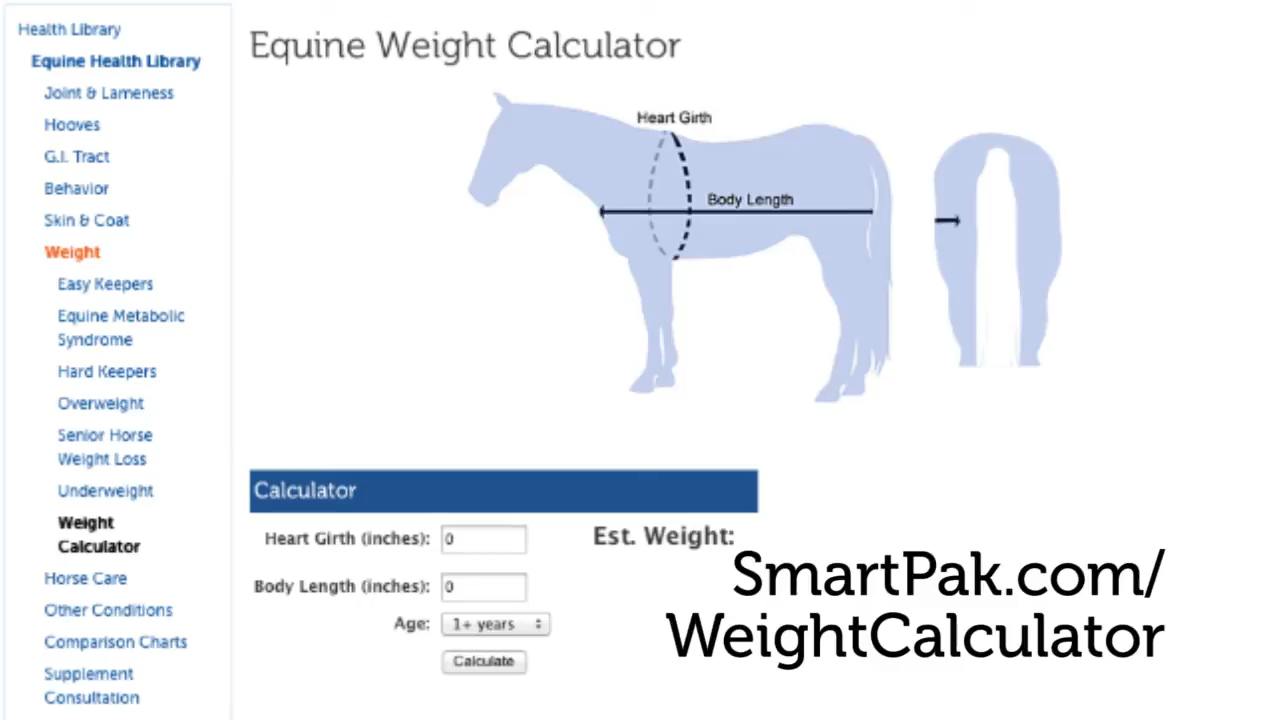 Health Library
Equine Health Library
Joint & Lameness
Hooves
G.I. Tract
Behavior
Skin & Coat
Weight
Easy Keepers
Equine Metabolic
Syndrome
Hard Keepers
Overweight
Senior Horse
Weight Loss
Underweight
Weight
Calculator
Horse Care
Other Conditions
Comparison Charts
Supplement
Consultation
Equine Weight Calculator
Heart Girth
Body Length
Calculator
Heart Girth (inches): 0
Body Length (inches): 0
Age: 1+ years
Calculate
Est. Weight:
SmartPak.com/
WeightCalculator